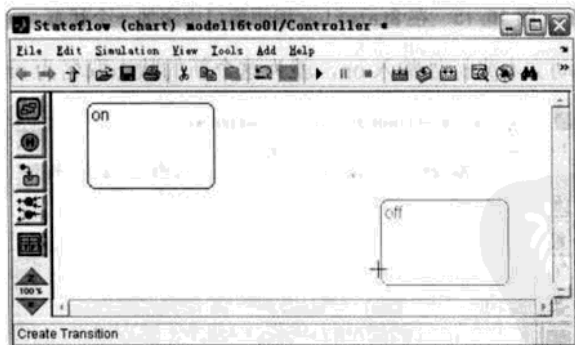 Stateflow (chart) model16to01/Controller *
File Edit Simulation View Tools Add Help
on
off
100%
Create Transition